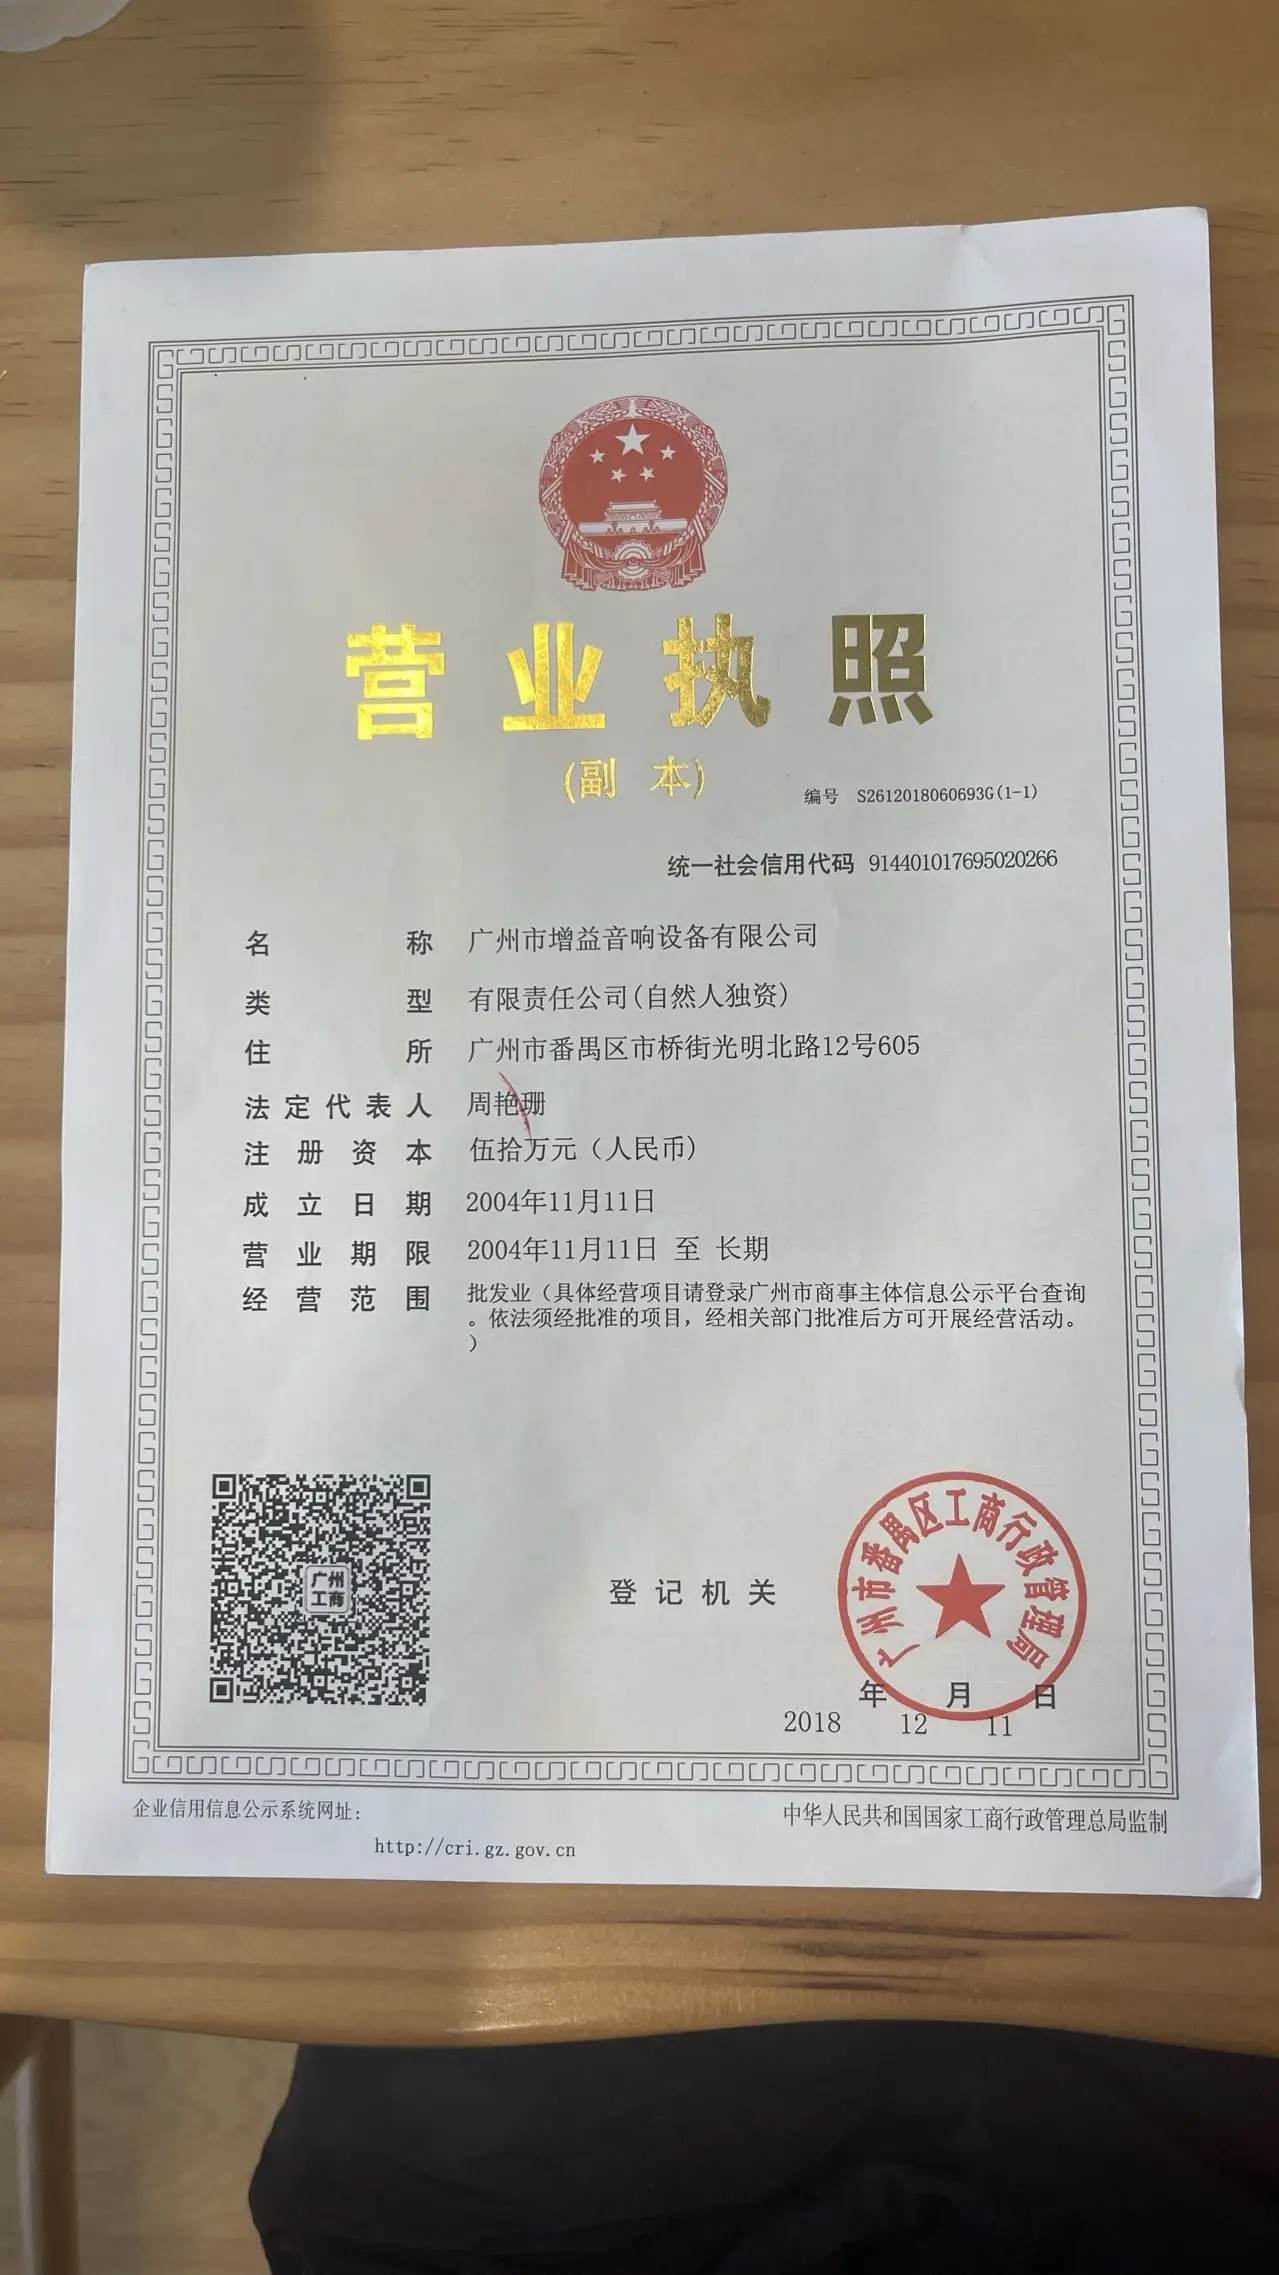 营业执照
(副 本)
编号 S2612018060693G(1-1)
统一社会信用代码 914401017695020266
名 称 广州市增益音响设备有限公司
类 型 有限责任公司(自然人独资)
住 所 广州市番禺区市桥街光明北路12号605
法定代表人 周艳珊
注 册 资 本 伍拾万元（人民币）
成 立 日 期 2004年11月11日
营 业 期 限 2004年11月11日 至 长期
经 营 范 围 批发业（具体经营项目请登录广州市商事主体信息公示平台查询
。依法须经批准的项目，经相关部门批准后方可开展经营活动。
）
广州
工商
登 记 机 关
广州市番禺区工商行政管理局
年 月 日
2018 12 11
企业信用信息公示系统网址：
http://cri.gz.gov.cn
中华人民共和国国家工商行政管理总局监制